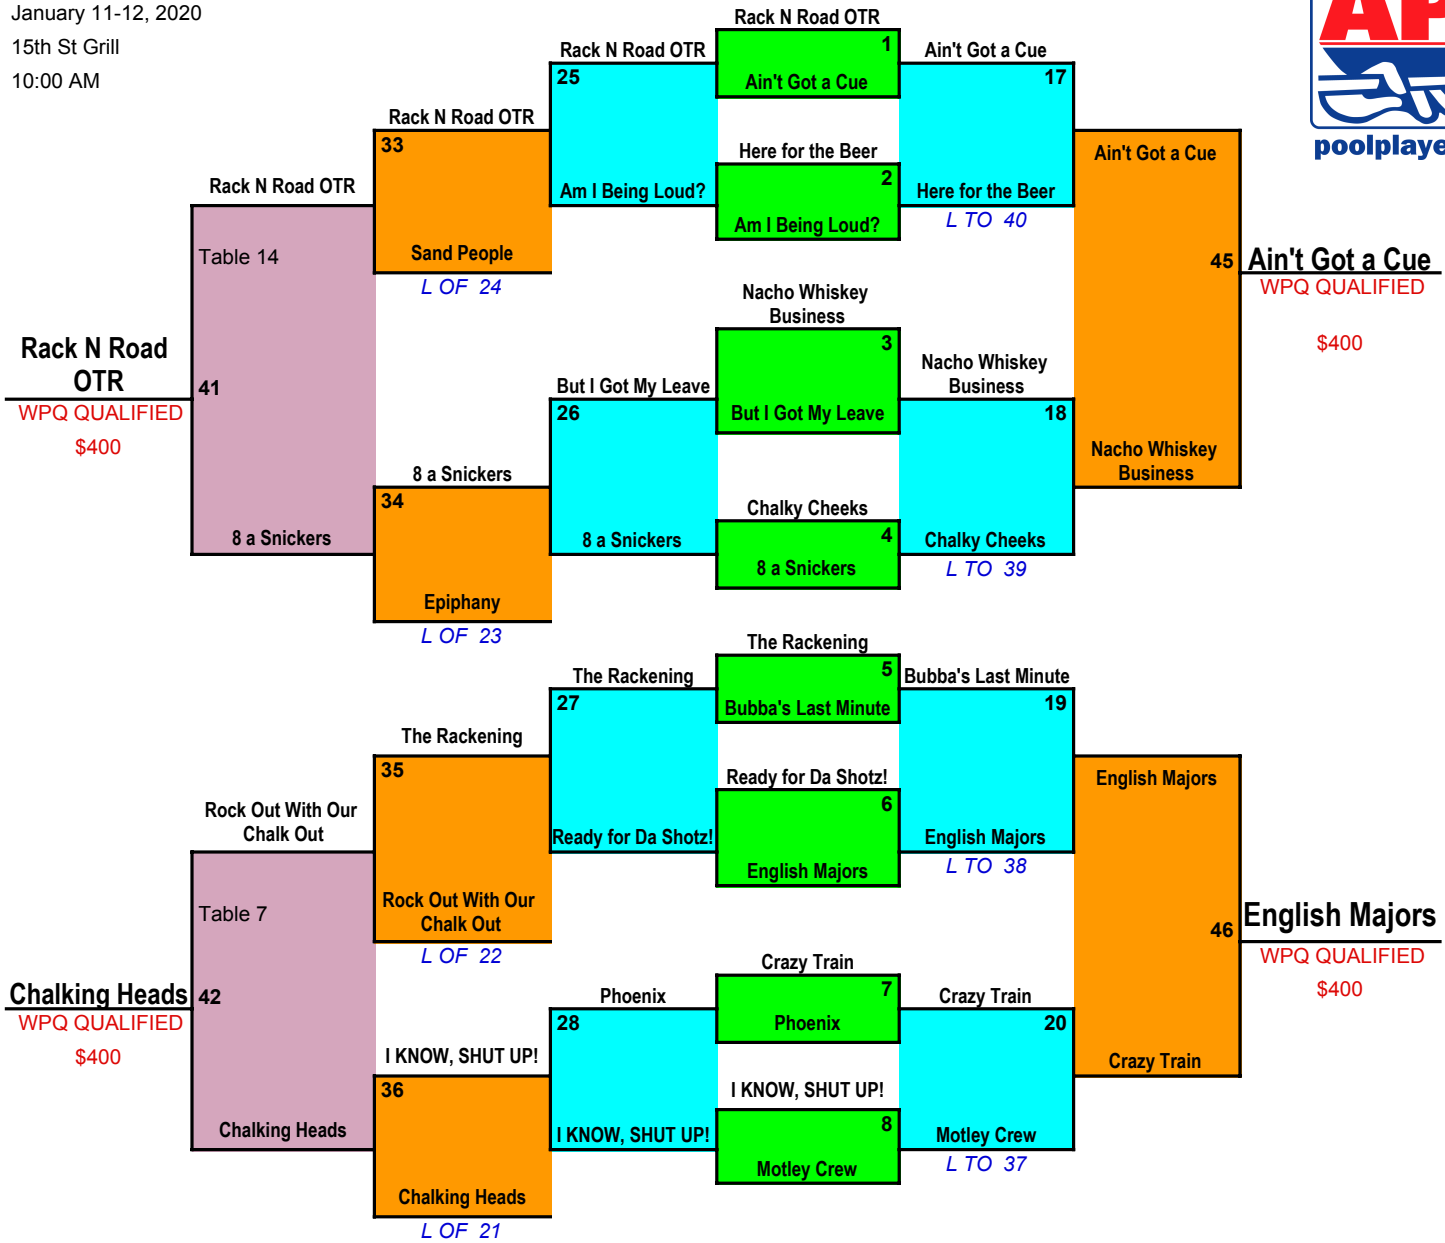 January 11-12, 2020
15th St Grill
10:00 AM
AP
poolplaye
Rack N Road OTR
1
Ain't Got a Cue
Here for the Beer
2
Am I Being Loud?
Nacho Whiskey
Business
3
But I Got My Leave
Chalky Cheeks
4
8 a Snickers
The Rackening
5
Bubba's Last Minute
Ready for Da Shotz!
6
English Majors
Crazy Train
7
Phoenix
I KNOW, SHUT UP!
8
Motley Crew
Rack N Road OTR
25
Am I Being Loud?
But I Got My Leave
26
8 a Snickers
The Rackening
27
Ready for Da Shotz!
Phoenix
28
I KNOW, SHUT UP!
Rack N Road OTR
33
Sand People
L OF 24
8 a Snickers
34
Epiphany
L OF 23
The Rackening
35
Rock Out With Our
Chalk Out
L OF 22
I KNOW, SHUT UP!
36
Chalking Heads
L OF 21
Rack N Road OTR
Table 14
41
8 a Snickers
Rock Out With Our
Chalk Out
Table 7
42
Chalking Heads
Rack N Road
OTR
WPQ QUALIFIED
$400
Chalking Heads
WPQ QUALIFIED
$400
Ain't Got a Cue
17
Here for the Beer
L TO 40
Nacho Whiskey
Business
18
Chalky Cheeks
L TO 39
Bubba's Last Minute
19
English Majors
L TO 38
Crazy Train
20
Motley Crew
L TO 37
Ain't Got a Cue
45
Nacho Whiskey
Business
English Majors
46
Crazy Train
Ain't Got a Cue
WPQ QUALIFIED
$400
English Majors
WPQ QUALIFIED
$400